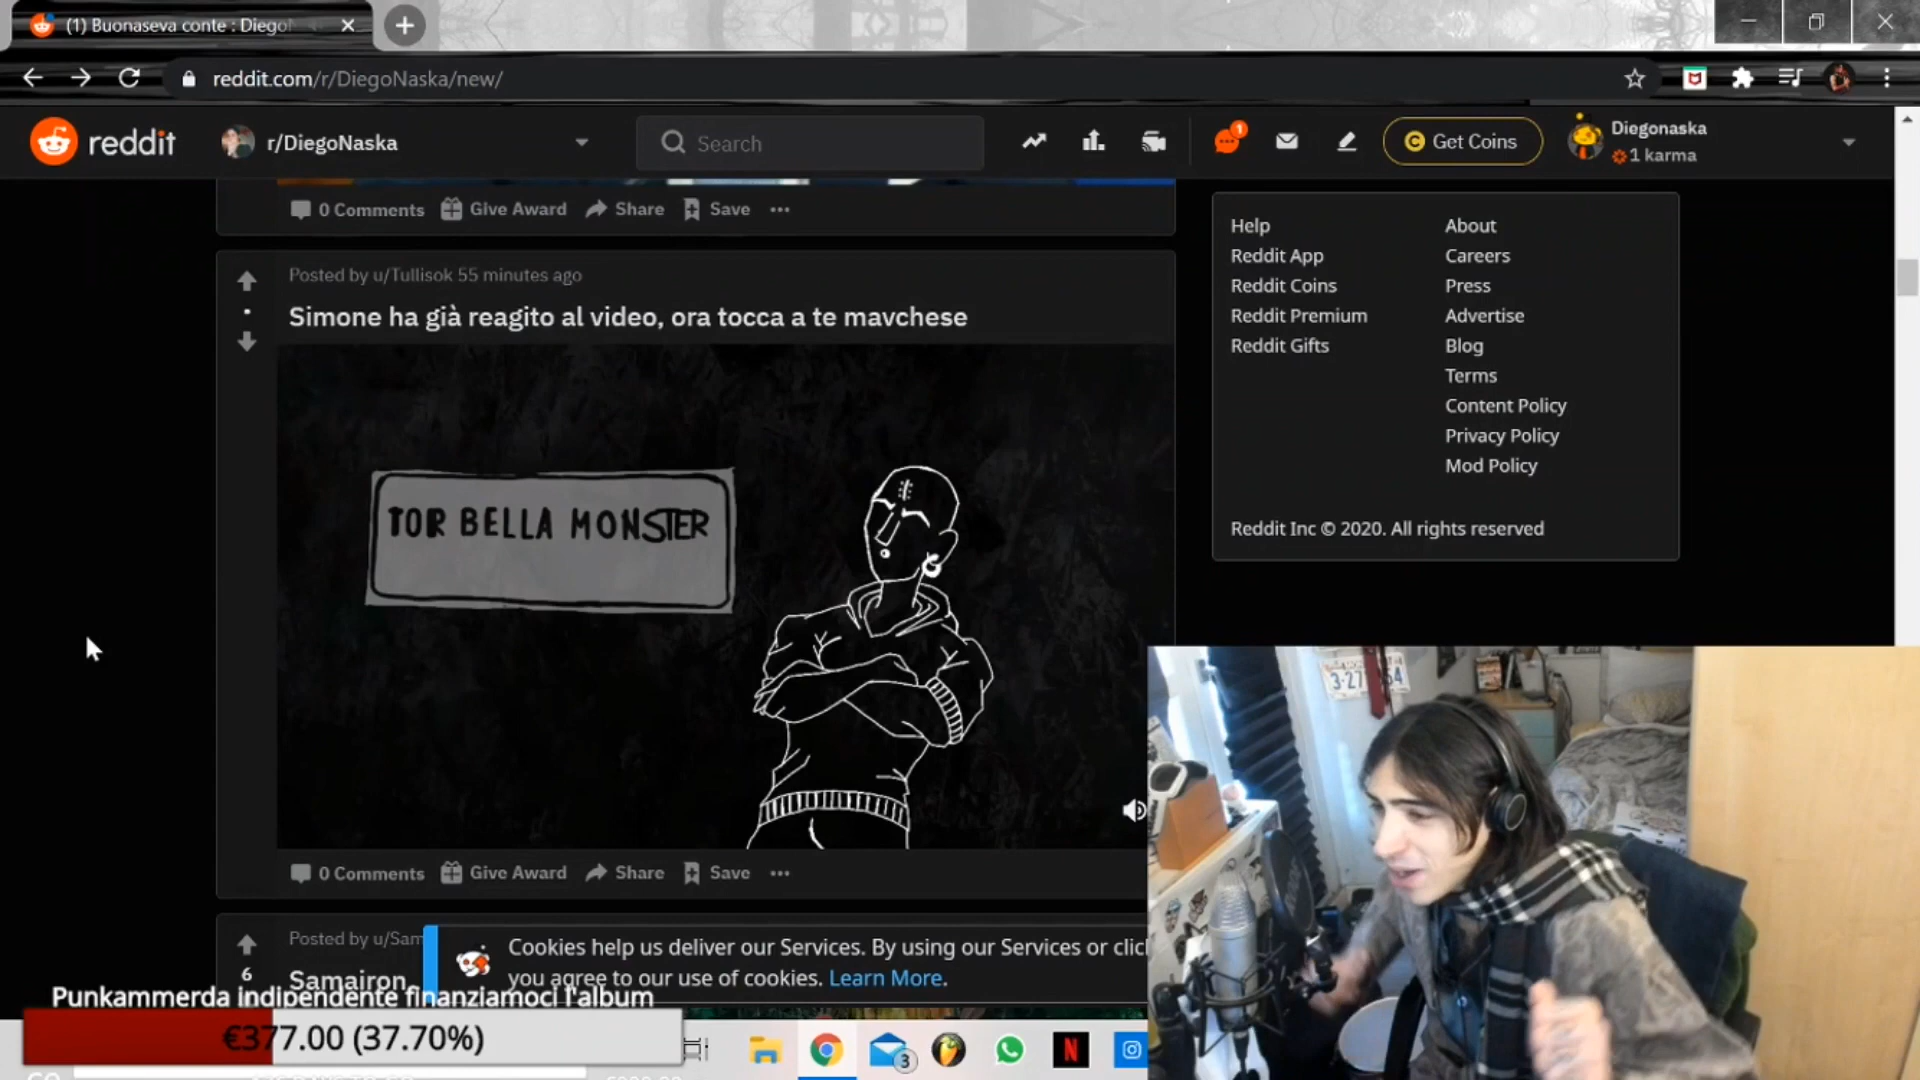 (1) Buonaseva conte : Diego
reddit.com/r/DiegoNaska/new/
reddit
r/DiegoNaska
Search
1
Get Coins
Diegonaska
1 karma
0 Comments
Give Award
Share
Save
Posted by u/Tullisok 55 minutes ago
Simone ha già reagito al video, ora tocca a te mavchese
TOR BELLA MONSTER
0 Comments
Give Award
Share
Save
Help
Reddit App
Reddit Coins
Reddit Premium
Reddit Gifts
About
Careers
Press
Advertise
Blog
Terms
Content Policy
Privacy Policy
Mod Policy
Reddit Inc © 2020. All rights reserved
Posted by u/Sam
6
Samairon
Cookies help us deliver our Services. By using our Services or clic
you agree to our use of cookies. Learn More.
Punkammerda indipendente finanziamoci l'album
€377.00 (37.70%)
3
N